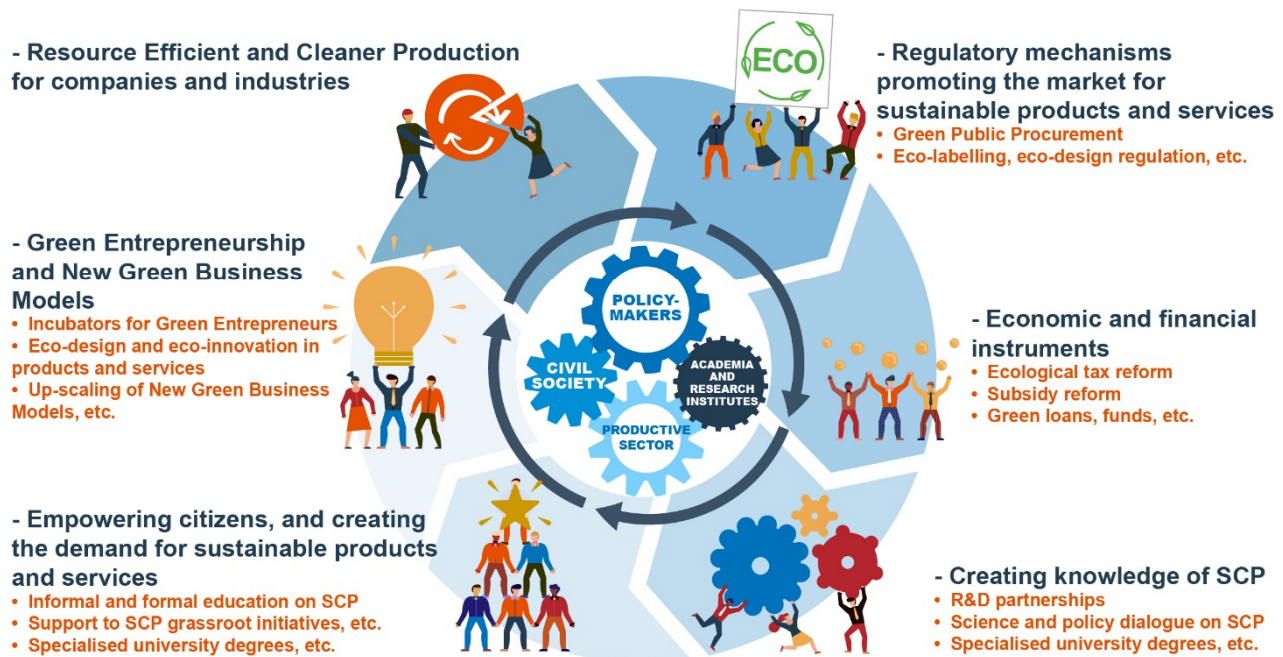 - Resource Efficient and Cleaner Production
for companies and industries
ECO
- Regulatory mechanisms
promoting the market for
sustainable products and services
• Green Public Procurement
• Eco-labelling, eco-design regulation, etc.
- Green Entrepreneurship
and New Green Business
Models
• Incubators for Green Entrepreneurs
• Eco-design and eco-innovation in
products and services
• Up-scaling of New Green Business
Models, etc.
POLICY-
MAKERS
CIVIL
SOCIETY
ACADEMIA
AND
RESEARCH
INSTITUTES
PRODUCTIVE
SECTOR
- Economic and financial
instruments
• Ecological tax reform
• Subsidy reform
• Green loans, funds, etc.
- Empowering citizens, and creating
the demand for sustainable products
and services
• Informal and formal education on SCP
• Support to SCP grassroot initiatives, etc.
• Specialised university degrees, etc.
- Creating knowledge of SCP
• R&D partnerships
• Science and policy dialogue on SCP
• Specialised university degrees, etc.